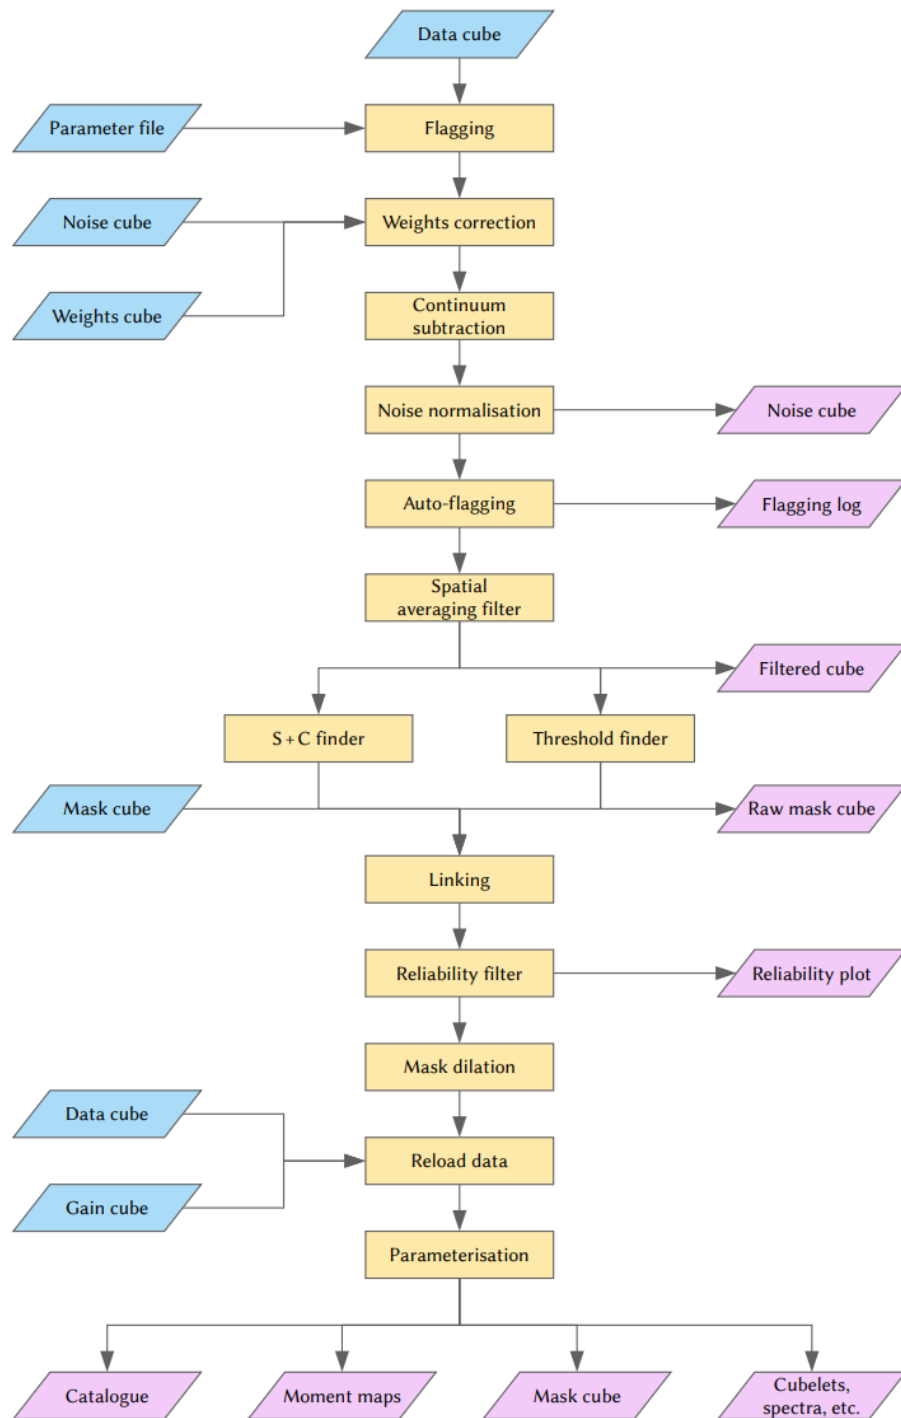 Data cube
Parameter file
Flagging
Noise cube
Weights correction
Weights cube
Continuum
subtraction
Noise normalisation
Noise cube
Auto-flagging
Flagging log
Spatial
averaging filter
Filtered cube
S + C finder
Threshold finder
Mask cube
Raw mask cube
Linking
Reliability filter
Reliability plot
Mask dilation
Data cube
Reload data
Gain cube
Parameterisation
Catalogue
Moment maps
Mask cube
Cubelets,
spectra, etc.